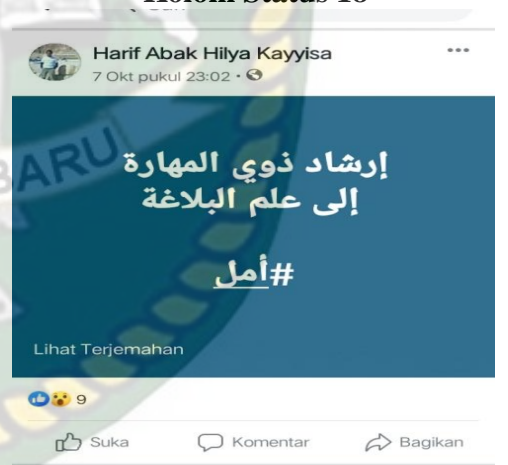 Kolom Status 18
Harif Abak Hilya Kayyisa
7 Okt pukul 23:02
BARU
إرشاد ذوي المهارة
إلى علم البلاغة
#أمل
Lihat Terjemahan
9
Suka Komentar Bagikan